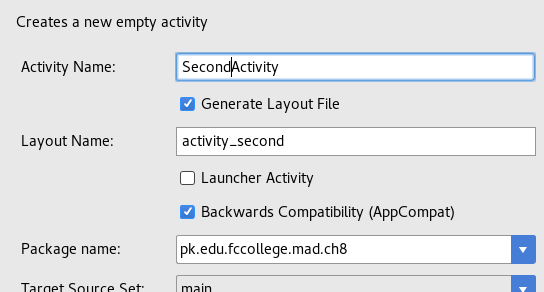 Creates a new empty activity
Activity Name: SecondActivity
Generate Layout File
Layout Name: activity_second
Launcher Activity
Backwards Compatibility (AppCompat)
Package name: pk.edu.fccollege.mad.ch8
Target Source Set: main